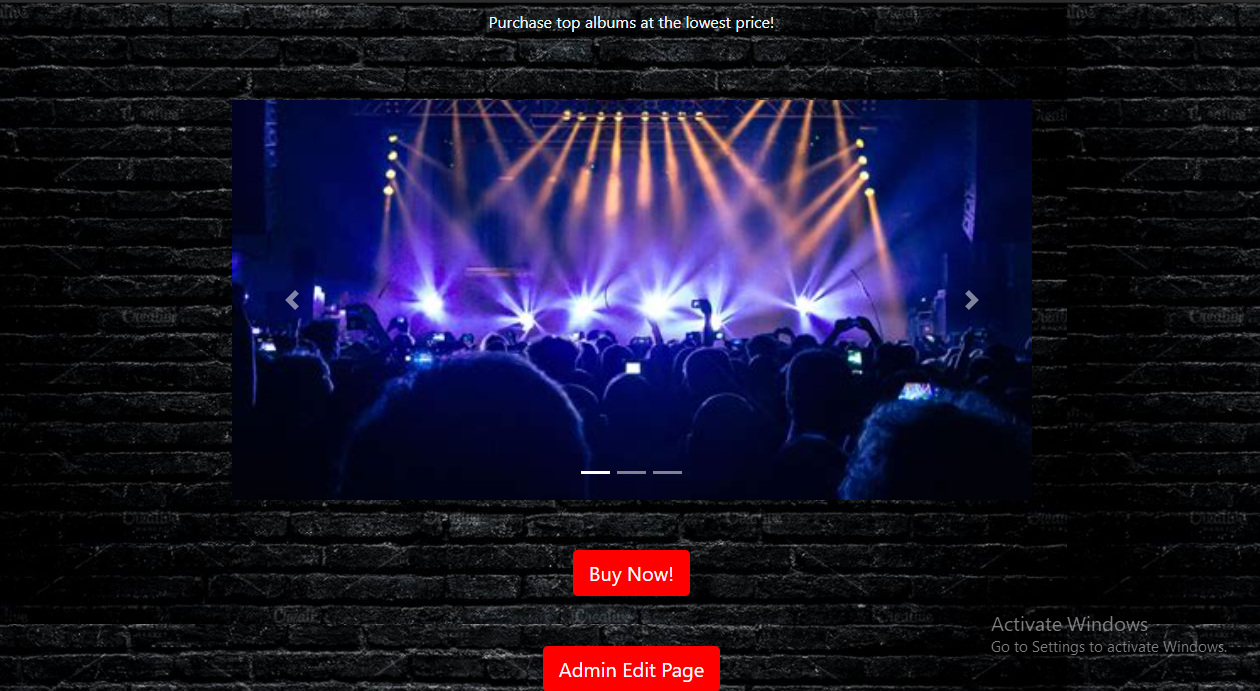 Purchase top albums at the lowest price!
Buy Now!
Activate Windows
Go to Settings to activate Windows.
Admin Edit Page